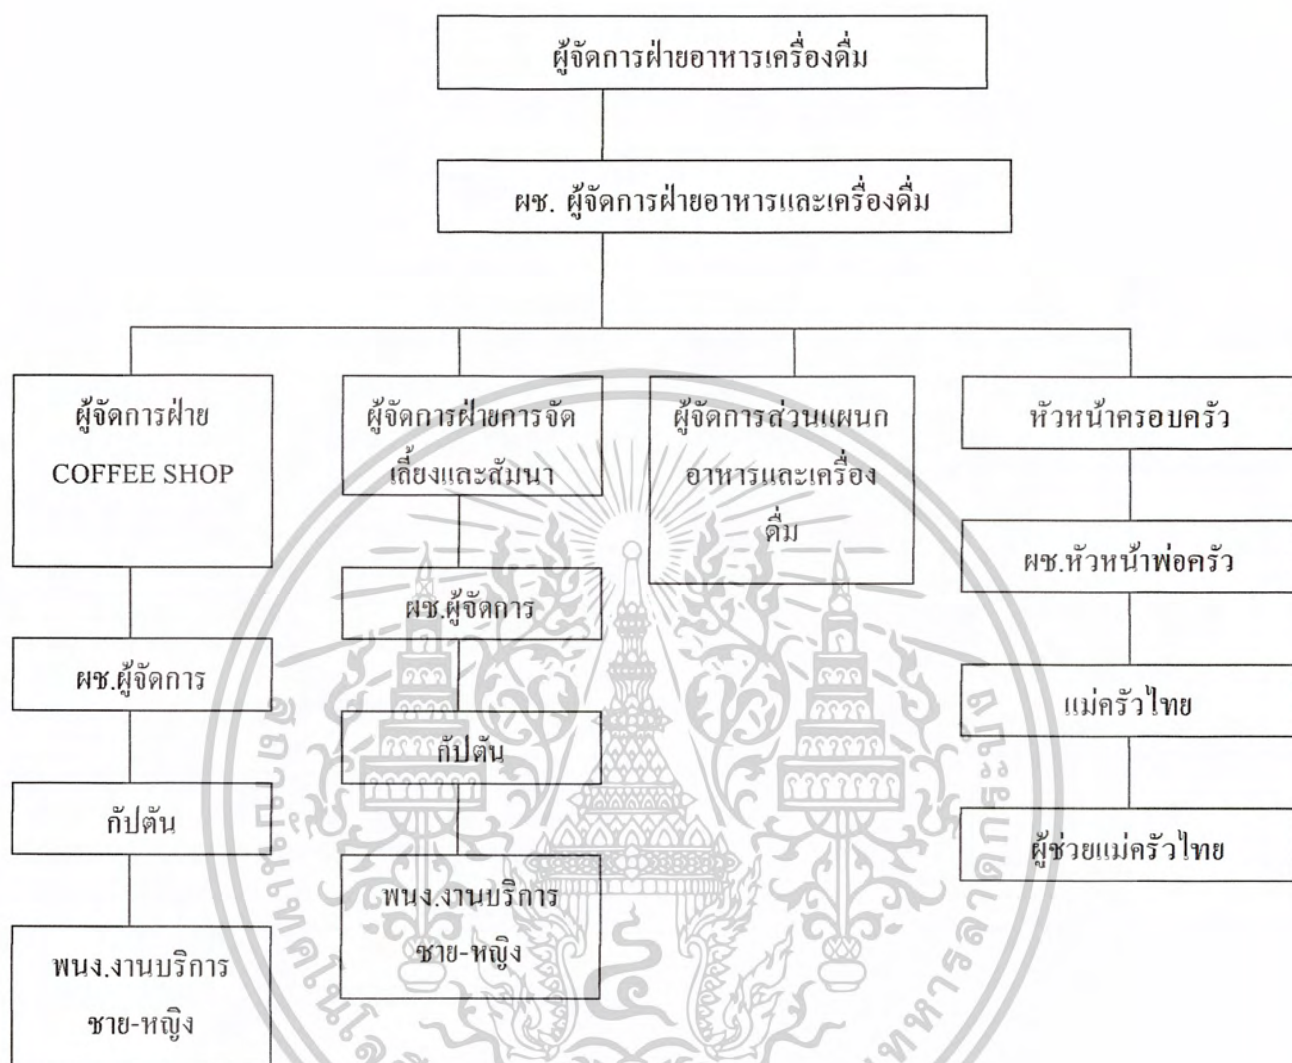 ผู้จัดการฝ่ายอาหารเครื่องดื่ม
ผช. ผู้จัดการฝ่ายอาหารและเครื่องดื่ม
ผู้จัดการฝ่าย
COFFEE SHOP
ผู้จัดการฝ่ายการจัด
เลี้ยงและสัมนา
ผู้จัดการส่วนแผนก
อาหารและเครื่อง
ดื่ม
หัวหน้าครอบครัว
ผช.หัวหน้าพ่อครัว
ผช.ผู้จัดการ
ผช.ผู้จัดการ
แม่ครัวไทย
กัปตัน
กัปตัน
ผู้ช่วยแม่ครัวไทย
พนง.งานบริการ
ชาย-หญิง
พนง.งานบริการ
ชาย-หญิง